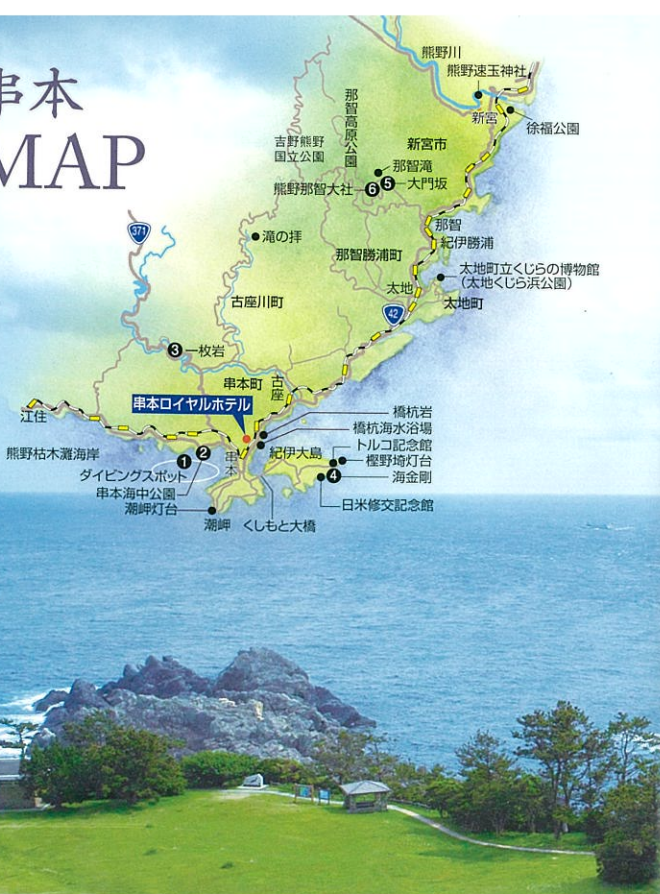 串本
MAP
熊野川
熊野速玉神社
新宮
徐福公園
那智高原公園
吉野熊野
国立公園
新宮市
那智滝
熊野那智大社
6
5
大門坂
371
滝の拝
那智
紀伊勝浦
那智勝浦町
太地町立くじらの博物館
(太地くじら浜公園)
太地
太地町
古座川町
42
3
一枚岩
串本町
古座
串本ロイヤルホテル
江住
橋杭岩
橋杭海水浴場
熊野枯木灘海岸
1
2
串本
紀伊大島
トルコ記念館
樫野埼灯台
4
海金剛
ダイビングスポット
串本海中公園
潮岬灯台
日米修交記念館
潮岬
くしもと大橋